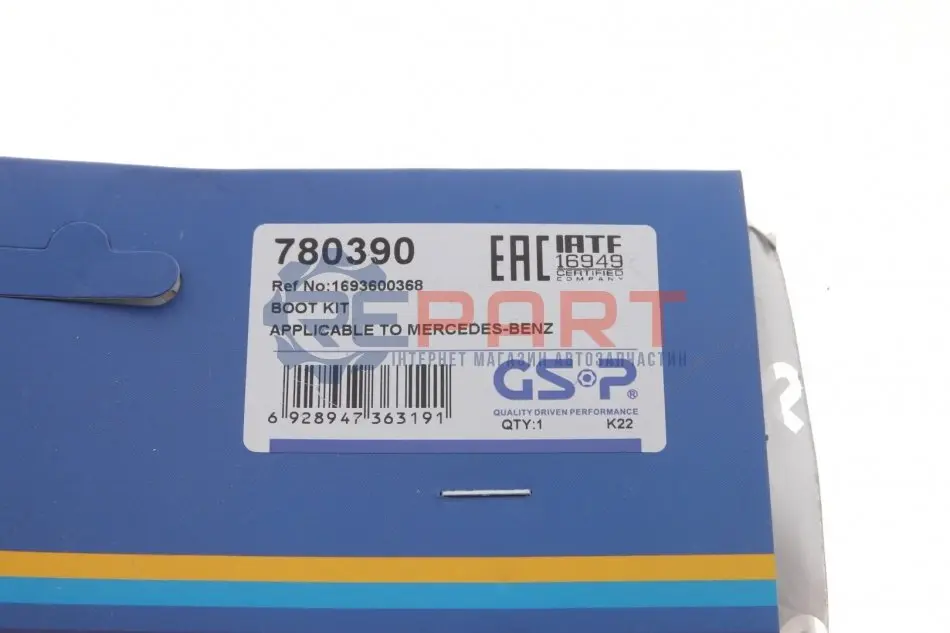 780390
EAC
IATF
16949
CERTIFIED
COMPANY
Ref No:1693600368
BOOT KIT
APPLICABLE TO MERCEDES-BENZ
REPART
ІНТЕРНЕТ МАГАЗИН АВТОЗАПЧАСТИН
GSP®
6 928947 363191
QUALITY DRIVEN PERFORMANCE
QTY:1 K22